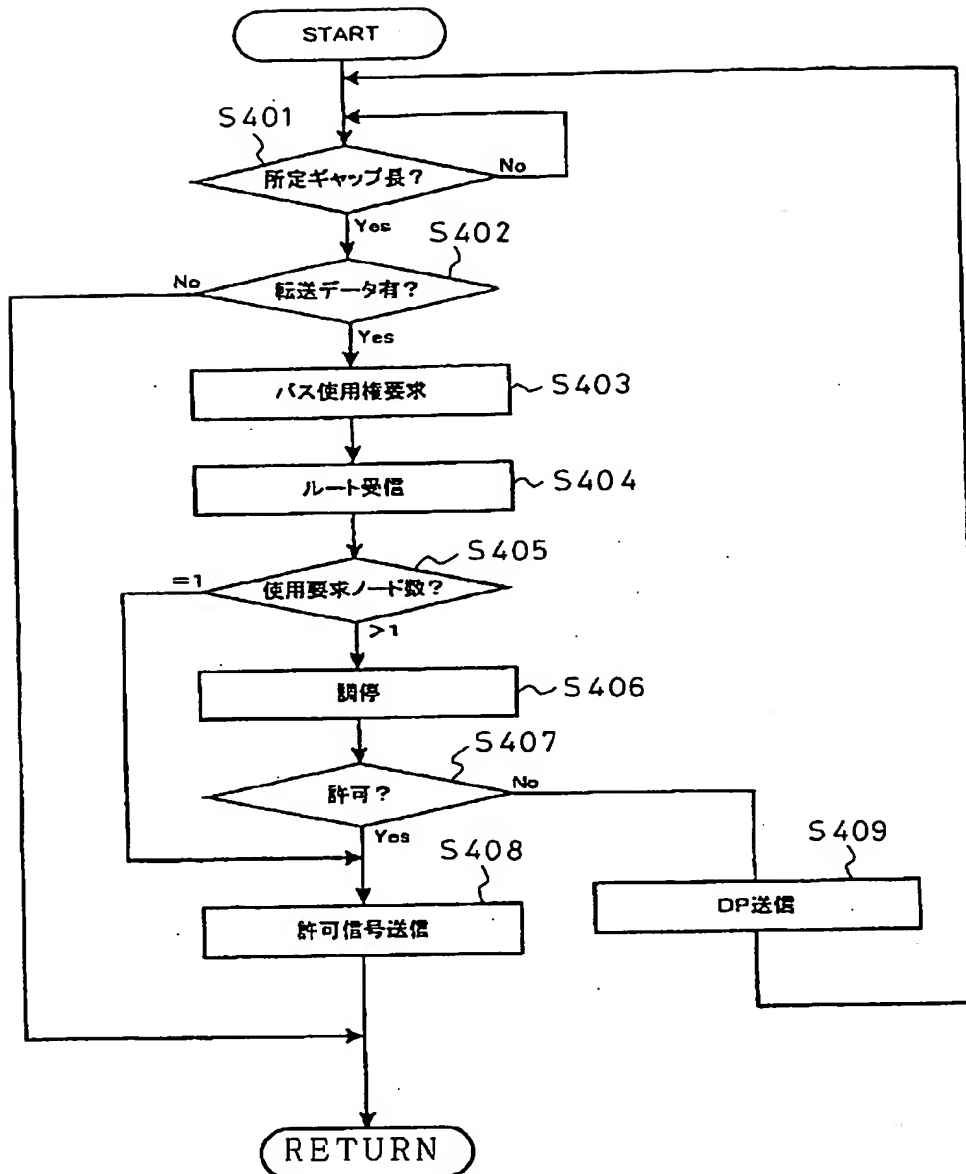 START
S401
所定ギャップ長?
No
Yes
S402
No
転送データ有?
Yes
バス使用権要求
S403
ルート受信
S404
S405
=1
使用要求ノード数?
>1
調停
S406
S407
許可?
No
Yes
S408
S409
許可信号送信
DP送信
RETURN